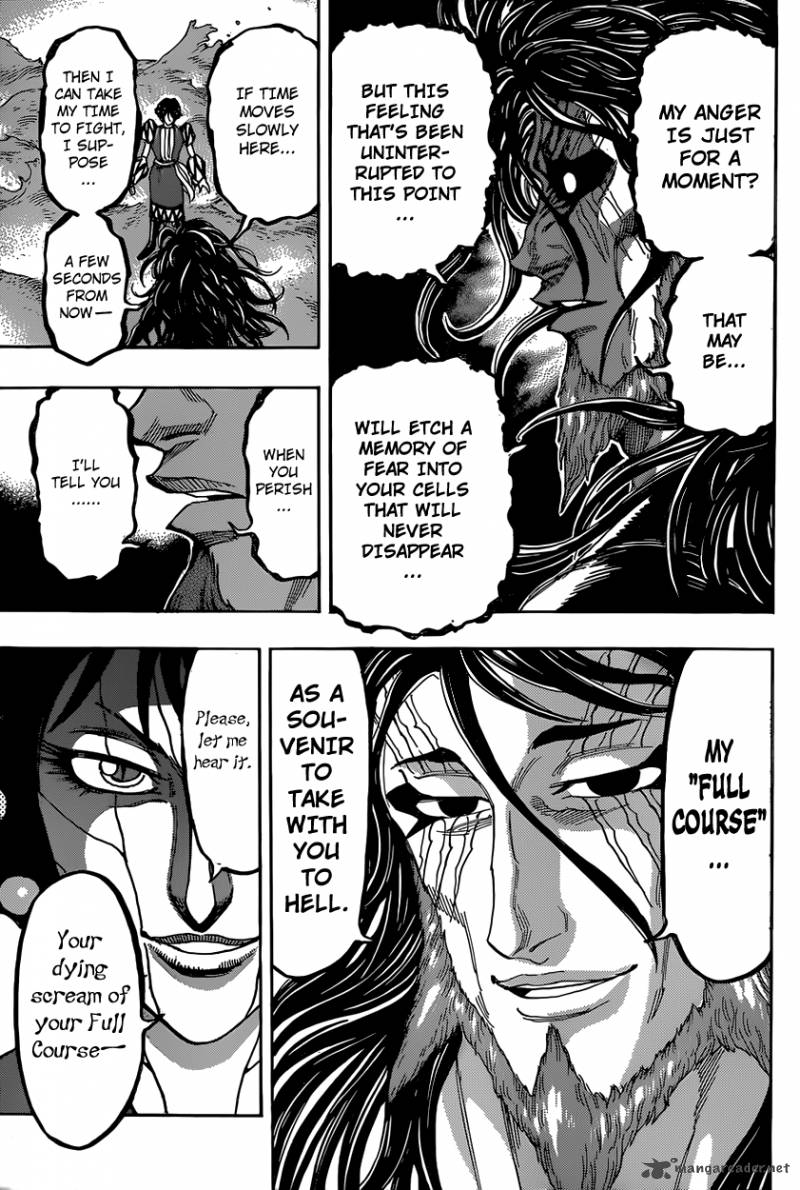 MY ANGER
IS JUST
FOR A
MOMENT?
THAT
MAY
BE...
BUT THIS
FEELING
THAT'S BEEN
UNINTER-
RUPTED TO
THIS POINT
...
WILL ETCH A
MEMORY OF
FEAR INTO
YOUR CELLS
THAT WILL
NEVER
DISAPPEAR
...
IF TIME
MOVES
SLOWLY
HERE...
THEN I
CAN TAKE
MY TIME
TO FIGHT,
I SUP-
POSE
...
A FEW
SECONDS
FROM
NOW—
WHEN
YOU
PERISH
...
I'LL
TELL YOU
......
MY
"FULL
COURSE"
...
AS A
SOU-
VENIR
TO
TAKE
WITH
YOU
TO
HELL.
Please,
let me
hear it.
Your
dying
scream of
your Full
Course—
mangareader.net